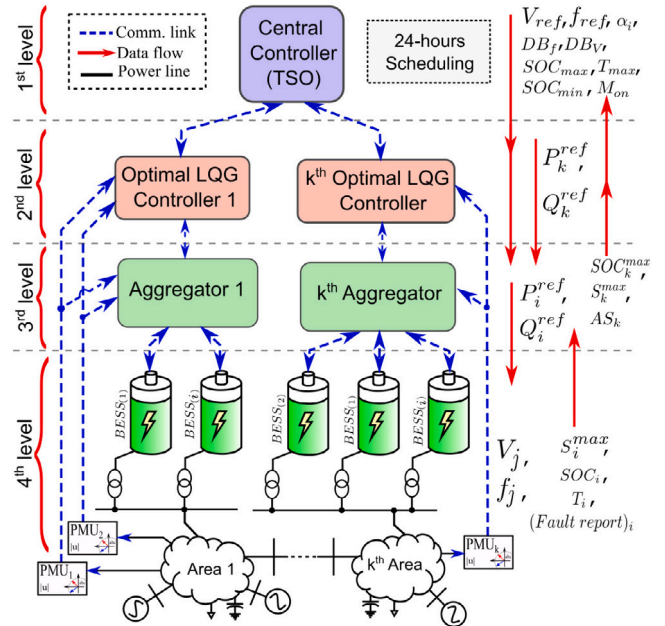 1st level
Comm. link
Data flow
Power line
Central
Controller
(TSO)
24-hours
Scheduling
V_ref, f_ref, α_i,
DB_f, DB_V,
SOC_max, T_max,
SOC_min, M_on
2nd level
Optimal LQG
Controller 1
kth Optimal LQG
Controller
P_k^ref,
Q_k^ref
3rd level
Aggregator 1
kth Aggregator
P_i^ref,
Q_i^ref
SOC_k^max
S_k^max,
AS_k
4th level
BESS(1)
BESS(i)
BESS(2)
BESS(1)
BESS(i)
V_j,
f_j,
S_i^max,
SOC_i,
T_i,
(Fault report)_i
PMU_2
|u|
PMU_1
|u|
Area 1
kth Area
PMU_k
|u|